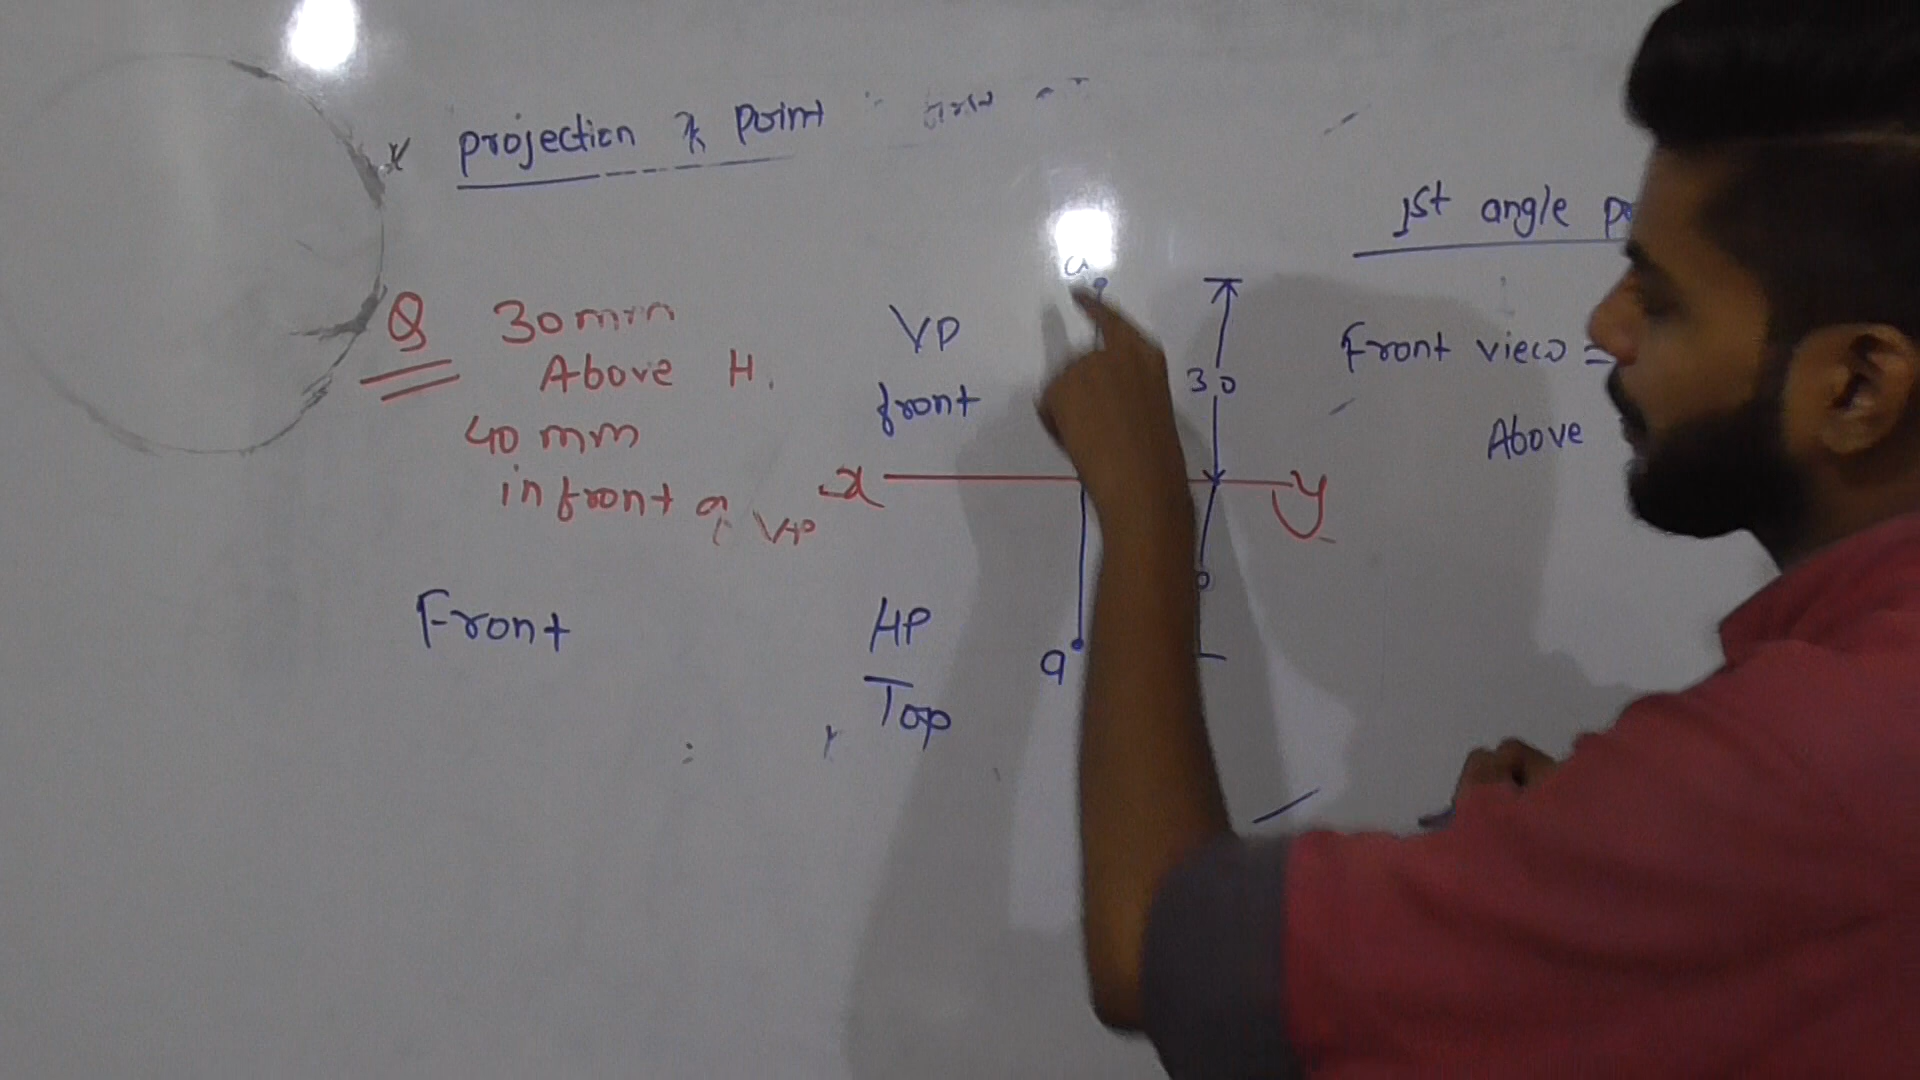 projection of point
1st angle
Q 30mm
Above H.
40 mm
in front of VP
VP
front
a'
30
Front view =
Above
x y
Front
HP
Top
a